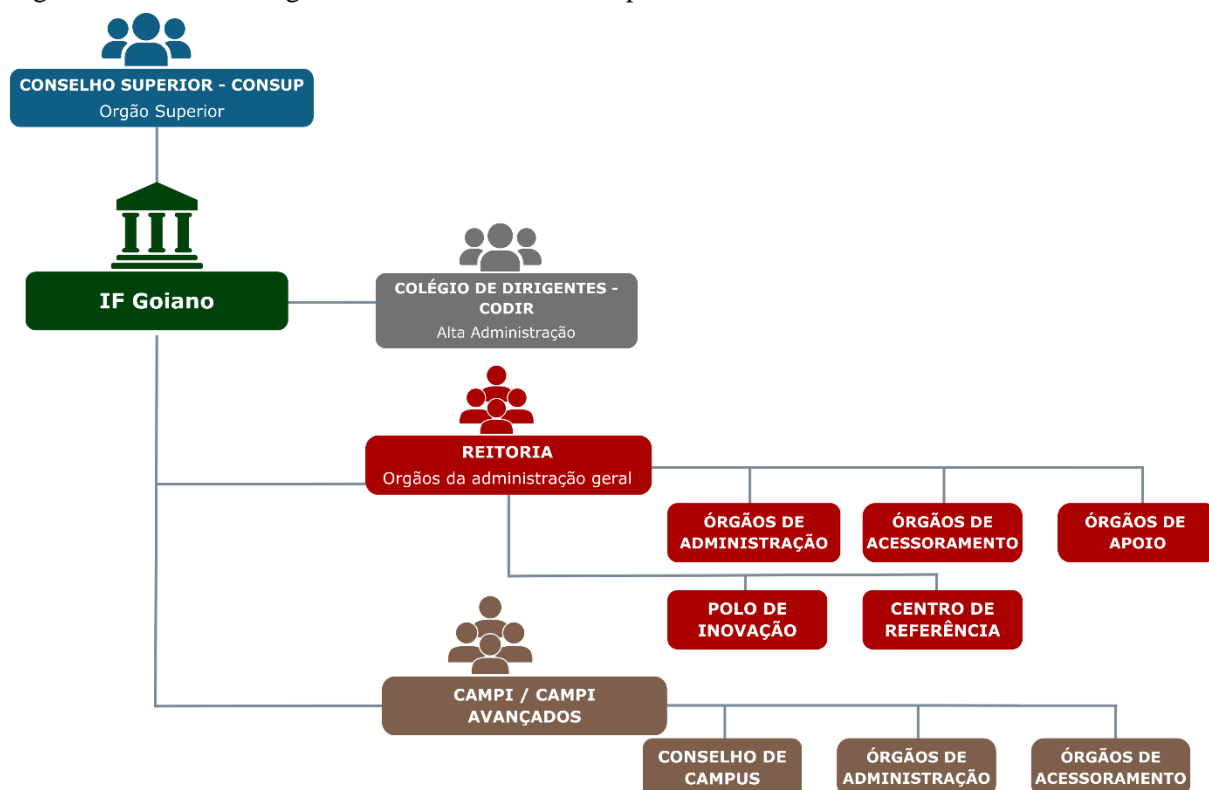 CONSELHO SUPERIOR - CONSUP
Orgão Superior
IF Goiano
COLÉGIO DE DIRIGENTES -
CODIR
Alta Administração
REITORIA
Orgãos da administração geral
ÓRGÃOS DE
ADMINISTRAÇÃO
ÓRGÃOS DE
ACESSORAMENTO
ÓRGÃOS DE
APOIO
POLO DE
INOVAÇÃO
CENTRO DE
REFERÊNCIA
CAMPI / CAMPI
AVANÇADOS
CONSELHO DE
CAMPUS
ÓRGÃOS DE
ADMINISTRAÇÃO
ÓRGÃOS DE
ACESSORAMENTO